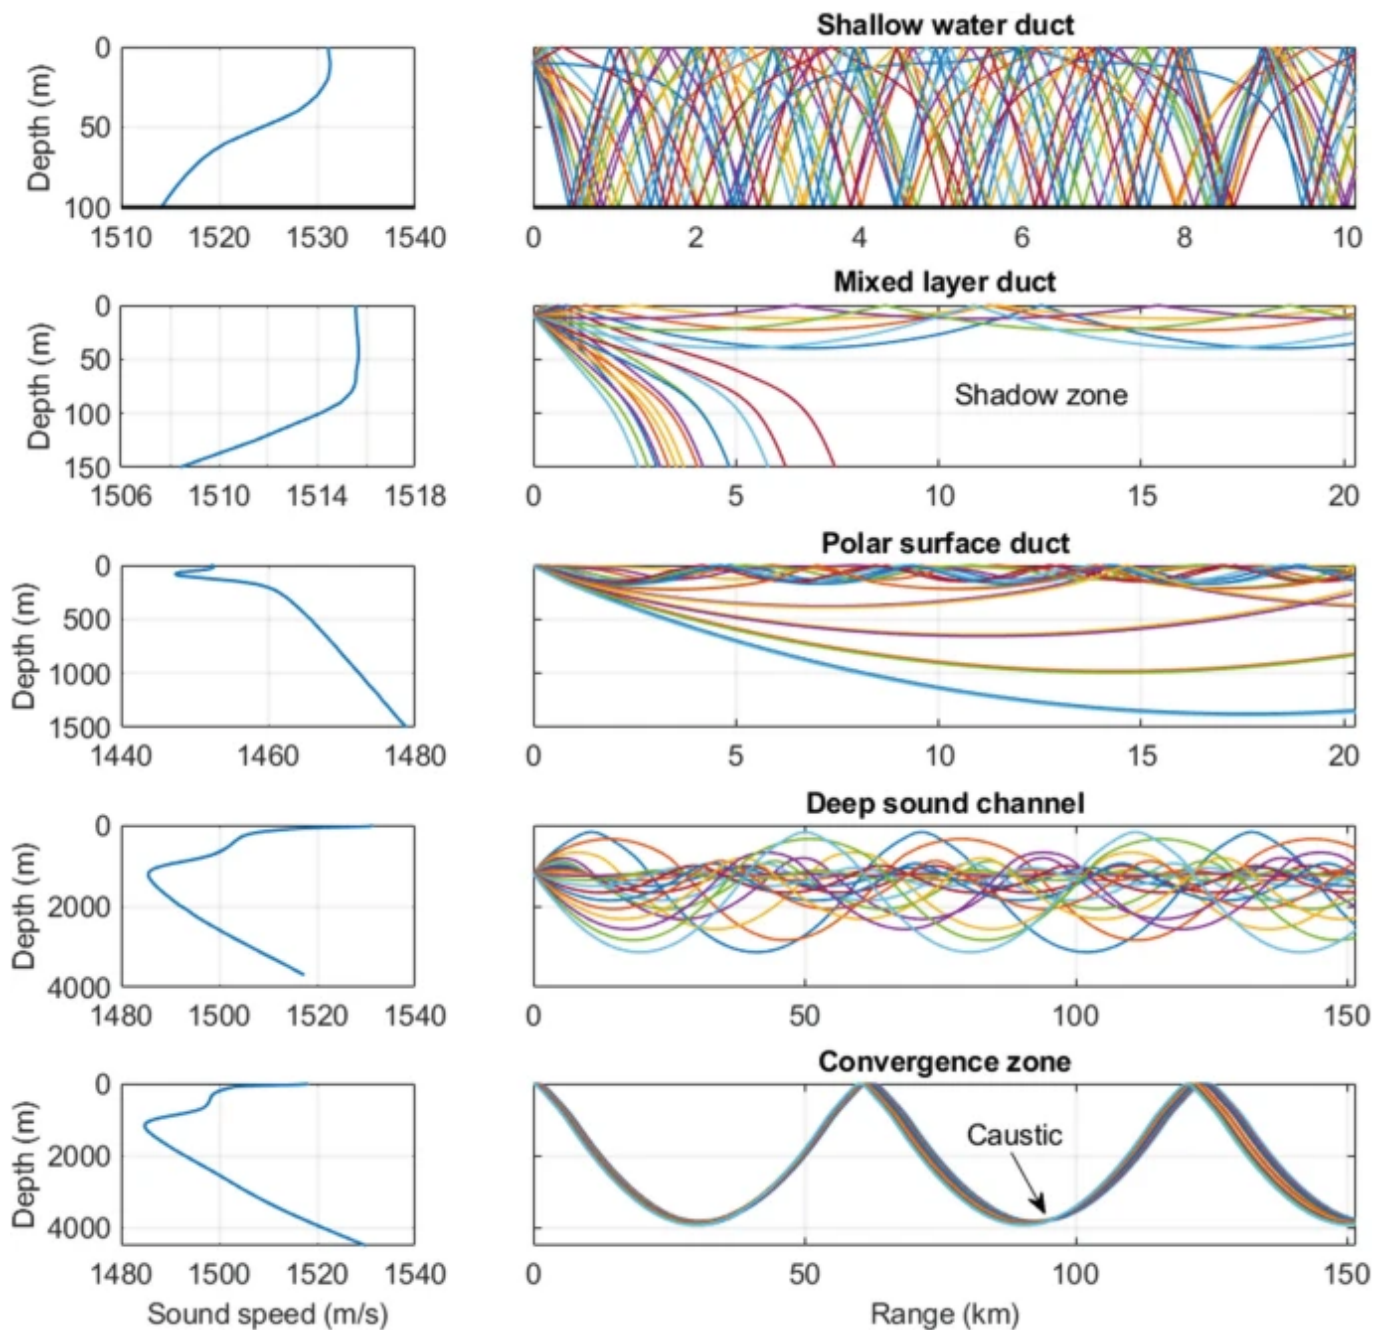 Shallow water duct
Depth (m)
0
50
100
1510 1520 1530 1540
0 2 4 6 8 10
Mixed layer duct
Depth (m)
0
50
100
150
Shadow zone
1506 1510 1514 1518
0 5 10 15 20
Polar surface duct
Depth (m)
0
500
1000
1500
1440 1460 1480
0 5 10 15 20
Deep sound channel
Depth (m)
0
2000
4000
1480 1500 1520 1540
0 50 100 150
Convergence zone
Depth (m)
0
2000
4000
Caustic
1480 1500 1520 1540
0 50 100 150
Sound speed (m/s)
Range (km)